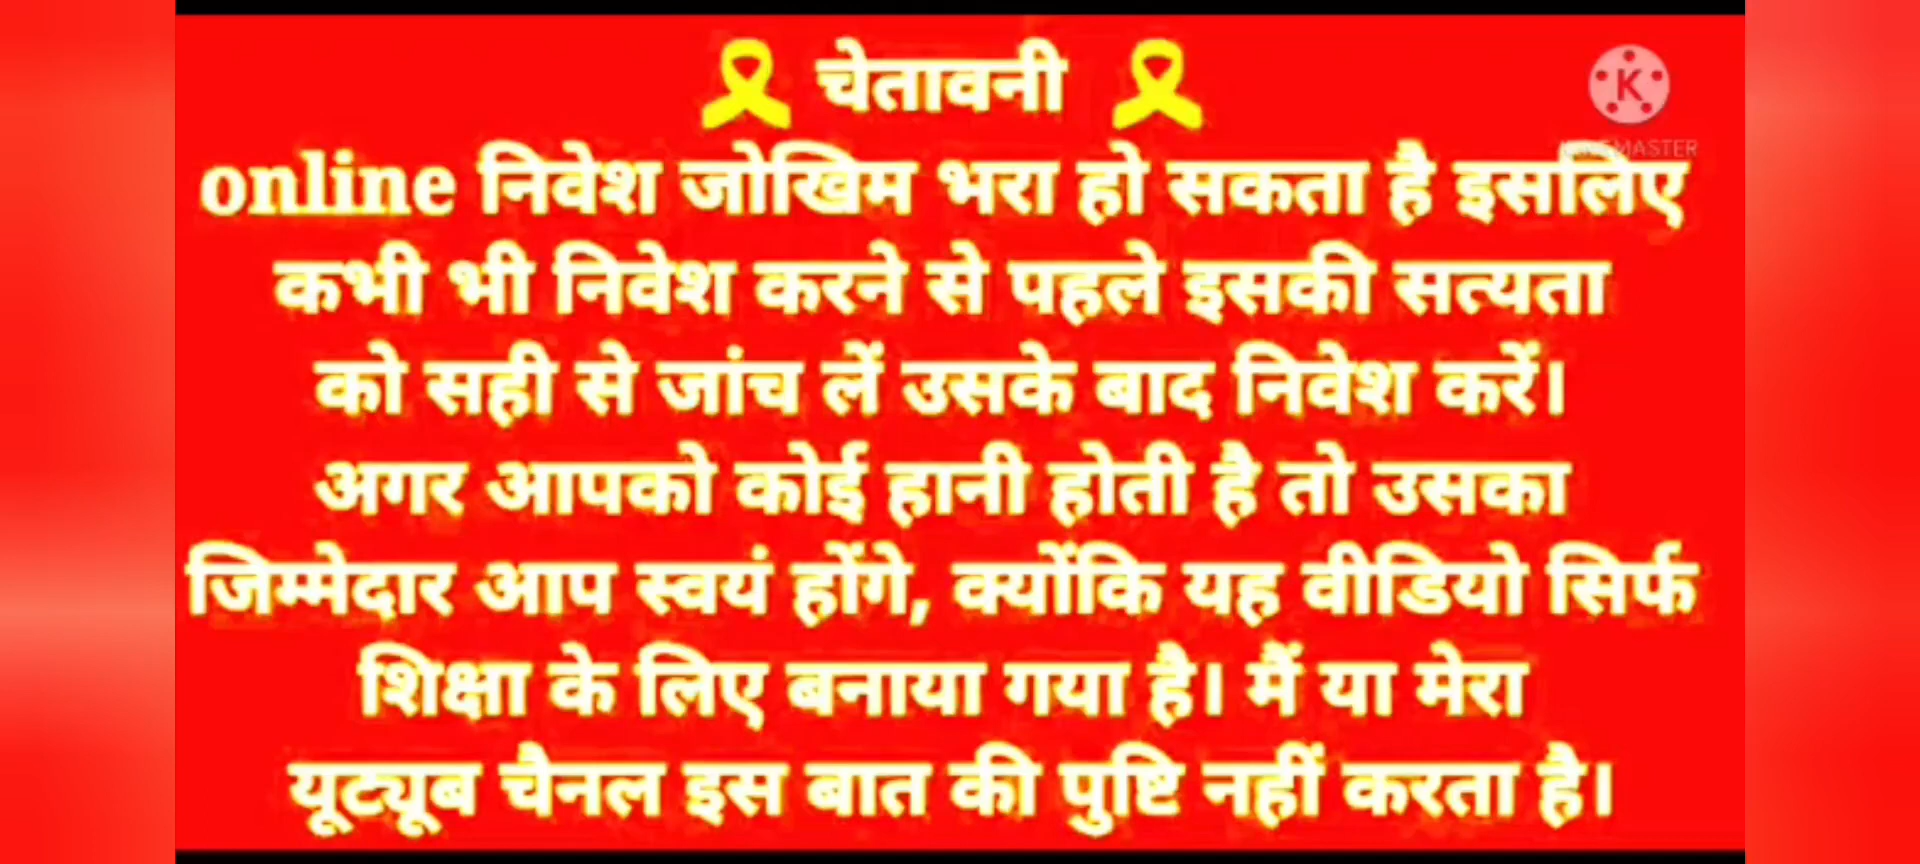 चेतावनी
online निवेश जोखिम भरा हो सकता है इसलिए
कभी भी निवेश करने से पहले इसकी सत्यता
को सही से जांच लें उसके बाद निवेश करें।
अगर आपको कोई हानी होती है तो उसका
जिम्मेदार आप स्वयं होंगे, क्योंकि यह वीडियो सिर्फ
शिक्षा के लिए बनाया गया है। मैं या मेरा
यूट्यूब चैनल इस बात की पुष्टि नहीं करता है।
K
KINEMASTER